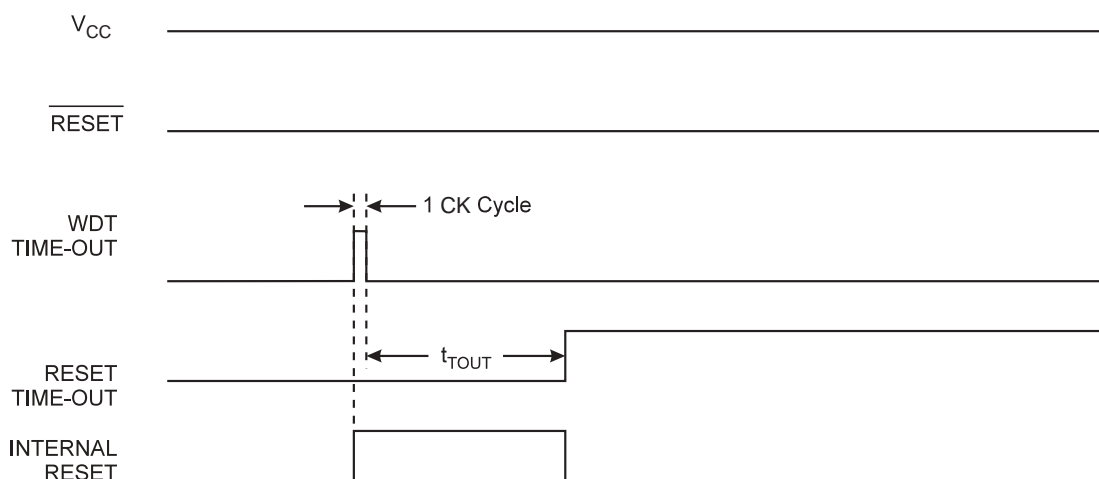 VCC
RESET
1 CK Cycle
WDT
TIME-OUT
tTOUT
RESET
TIME-OUT
INTERNAL
RESET